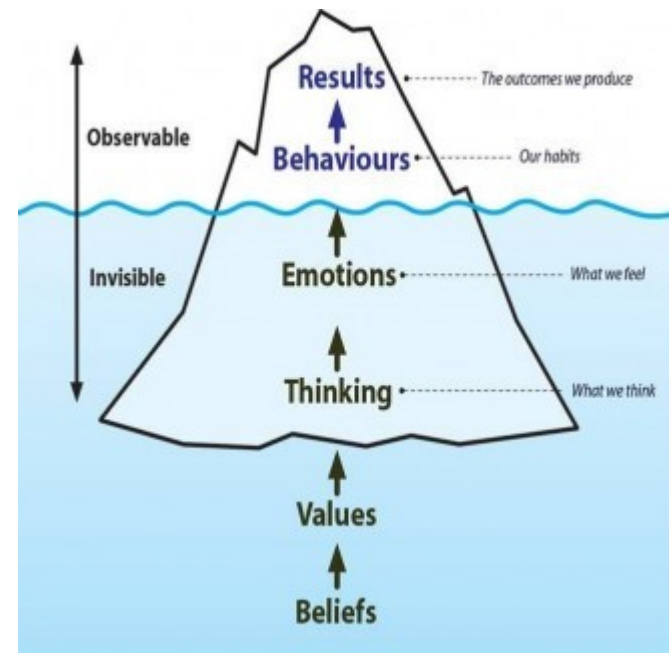 Results
The outcomes we produce
Observable
Behaviours
Our habits
Invisible
Emotions
What we feel
Thinking
What we think
Values
Beliefs